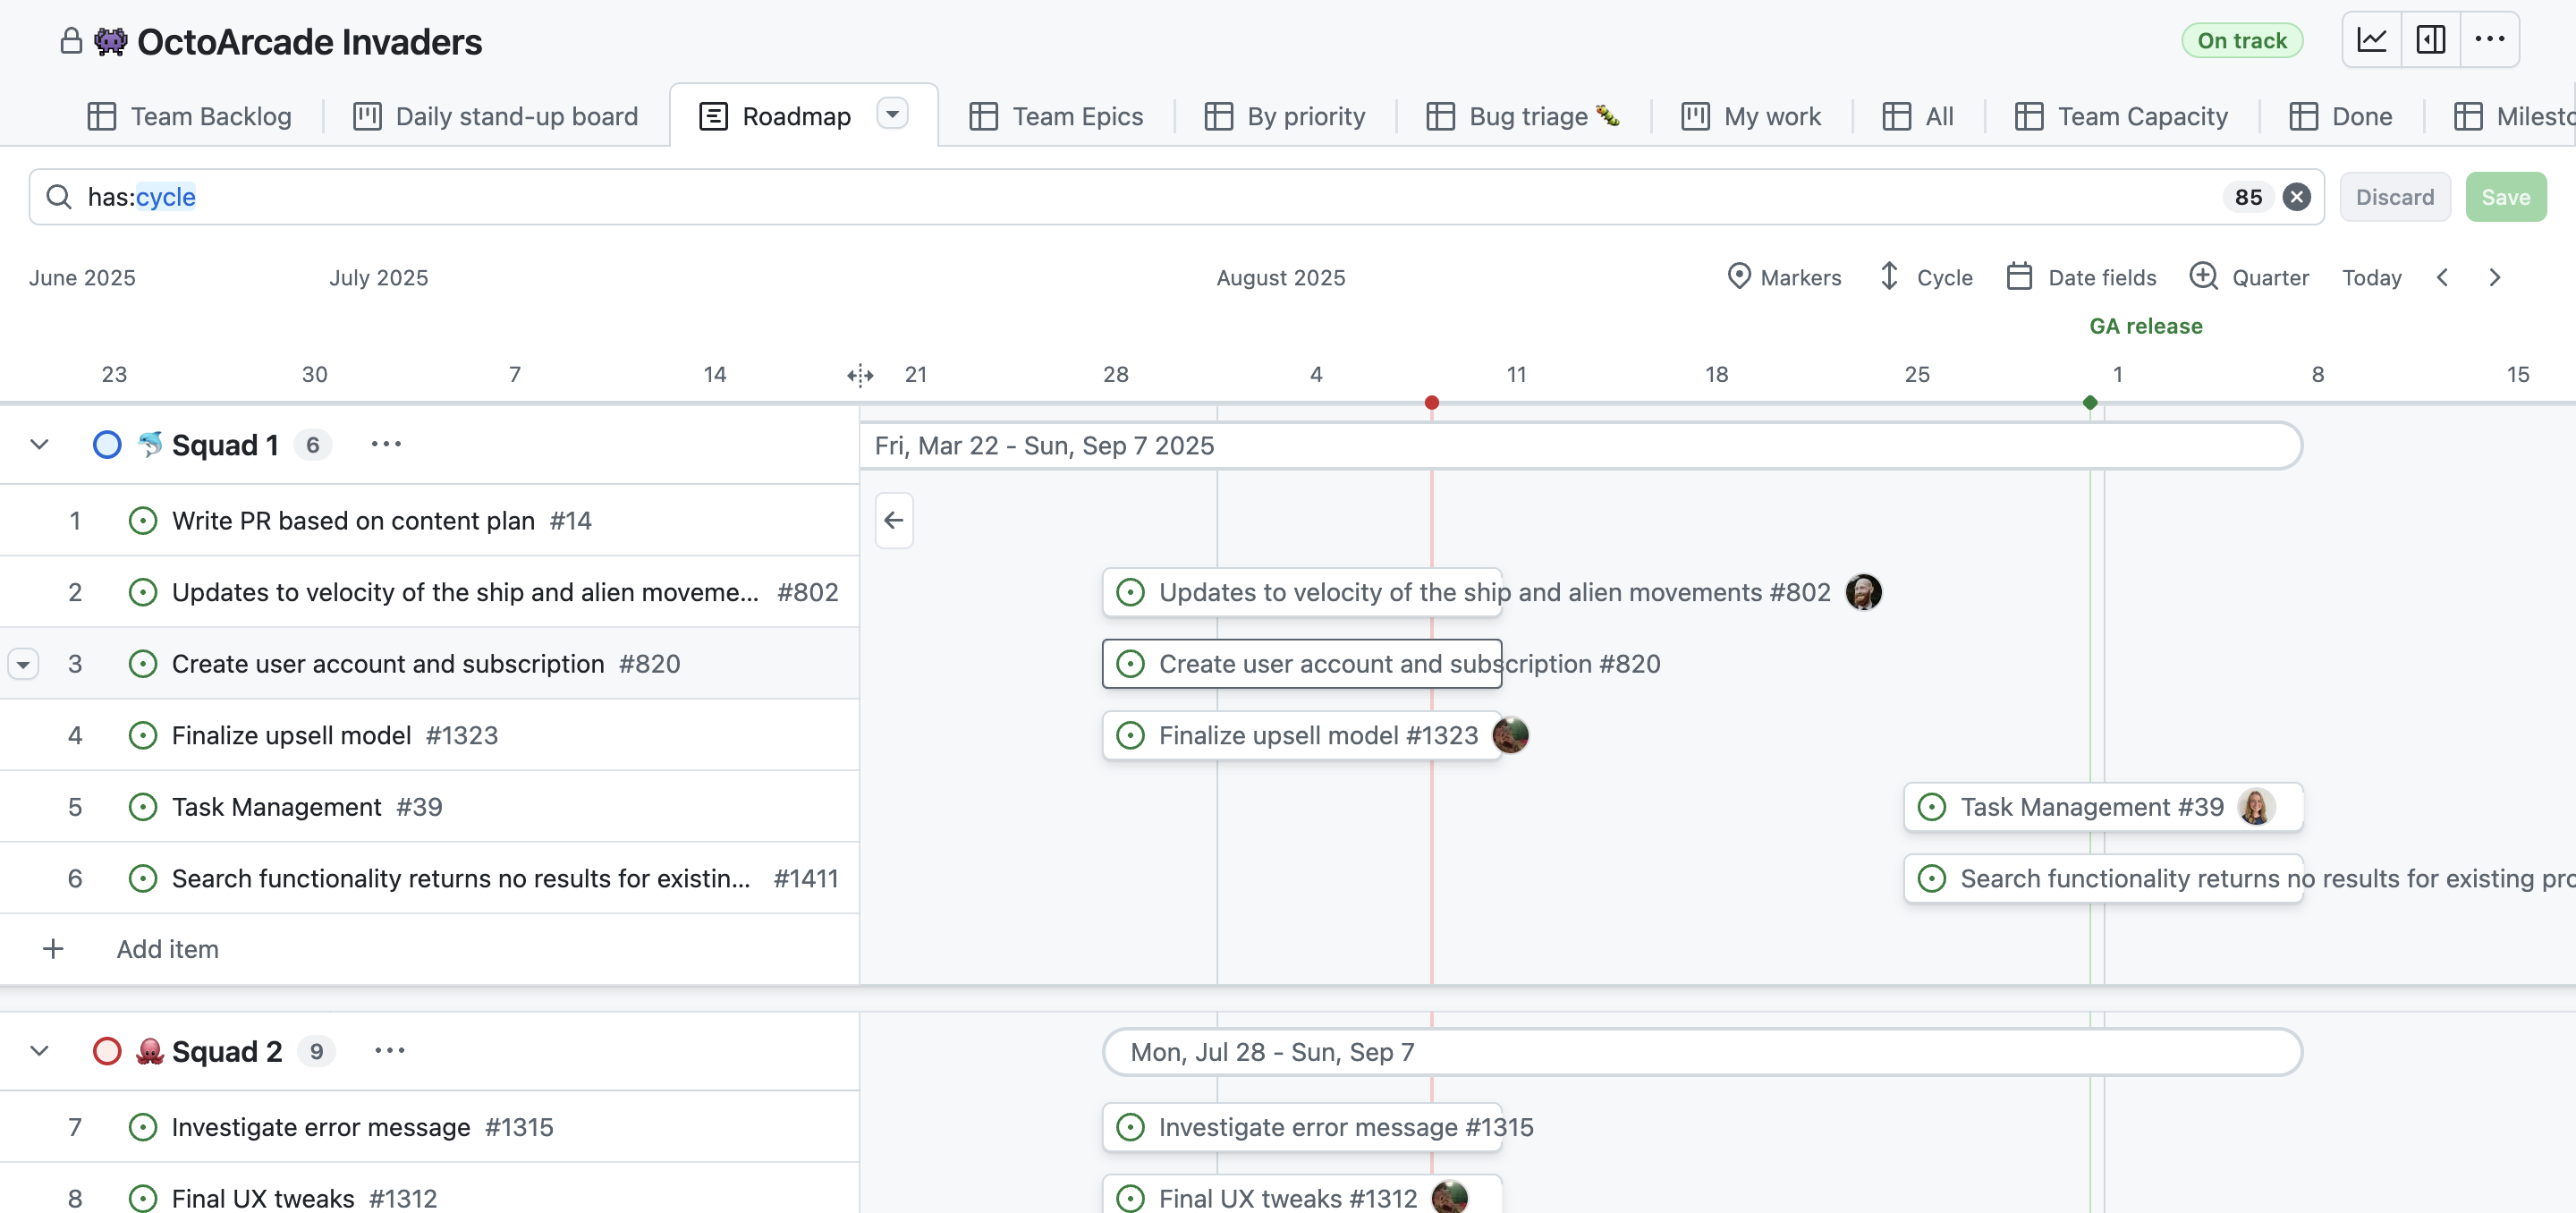 OctoArcade Invaders
On track
Team Backlog
Daily stand-up board
Roadmap
Team Epics
By priority
Bug triage
My work
All
Team Capacity
Done
Milesto
has:cycle
85
Discard
Save
June 2025
July 2025
August 2025
Markers
Cycle
Date fields
Quarter
Today
GA release
23 30 7 14 21 28 4 11 18 25 1 8 15
Squad 1 6
Fri, Mar 22 - Sun, Sep 7 2025
1 Write PR based on content plan #14
2 Updates to velocity of the ship and alien moveme... #802
Updates to velocity of the ship and alien movements #802
3 Create user account and subscription #820
Create user account and subscription #820
4 Finalize upsell model #1323
Finalize upsell model #1323
5 Task Management #39
Task Management #39
6 Search functionality returns no results for existin... #1411
Search functionality returns no results for existing pro
Add item
Squad 2 9
Mon, Jul 28 - Sun, Sep 7
7 Investigate error message #1315
Investigate error message #1315
8 Final UX tweaks #1312
Final UX tweaks #1312